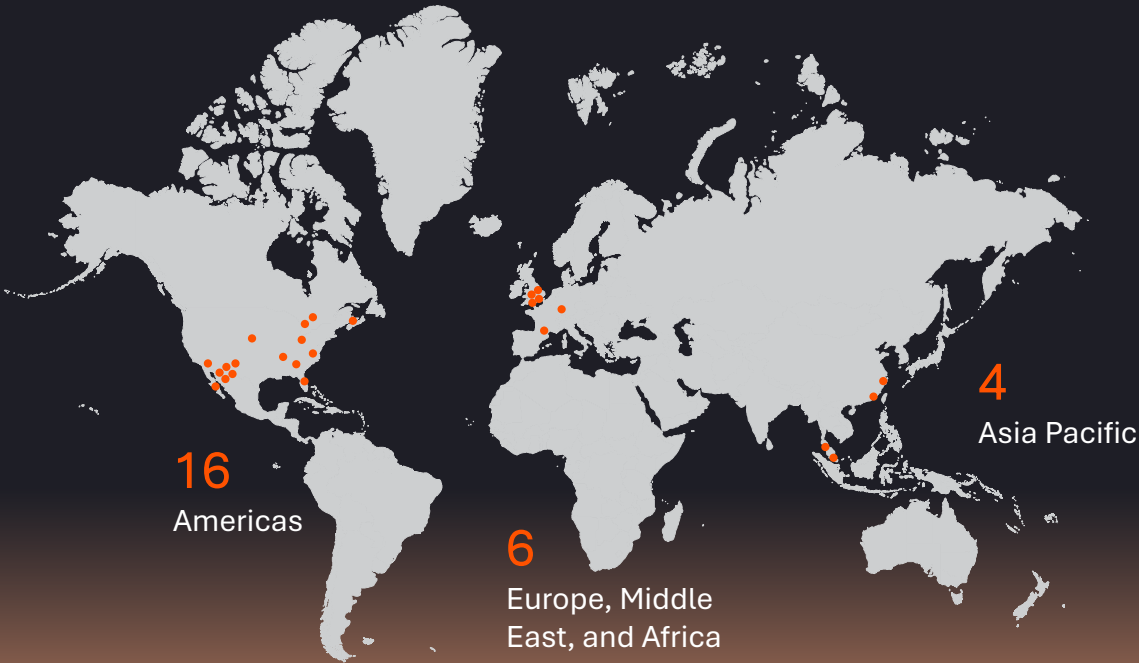 4
Asia Pacific
16
Americas
6
Europe, Middle
East, and Africa